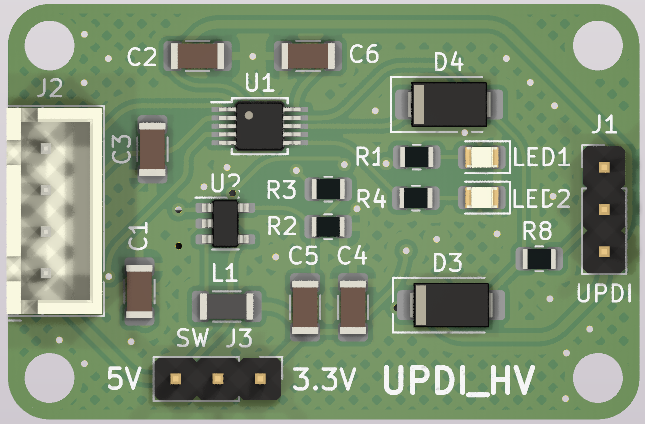 C2
C6
D4
J2
U1
J1
C3
R1
LED1
U2
R3
R4
LED2
R2
R8
C1
C5 C4
D3
L1
UPDI
SW J3
5V
3.3V
UPDI_HV